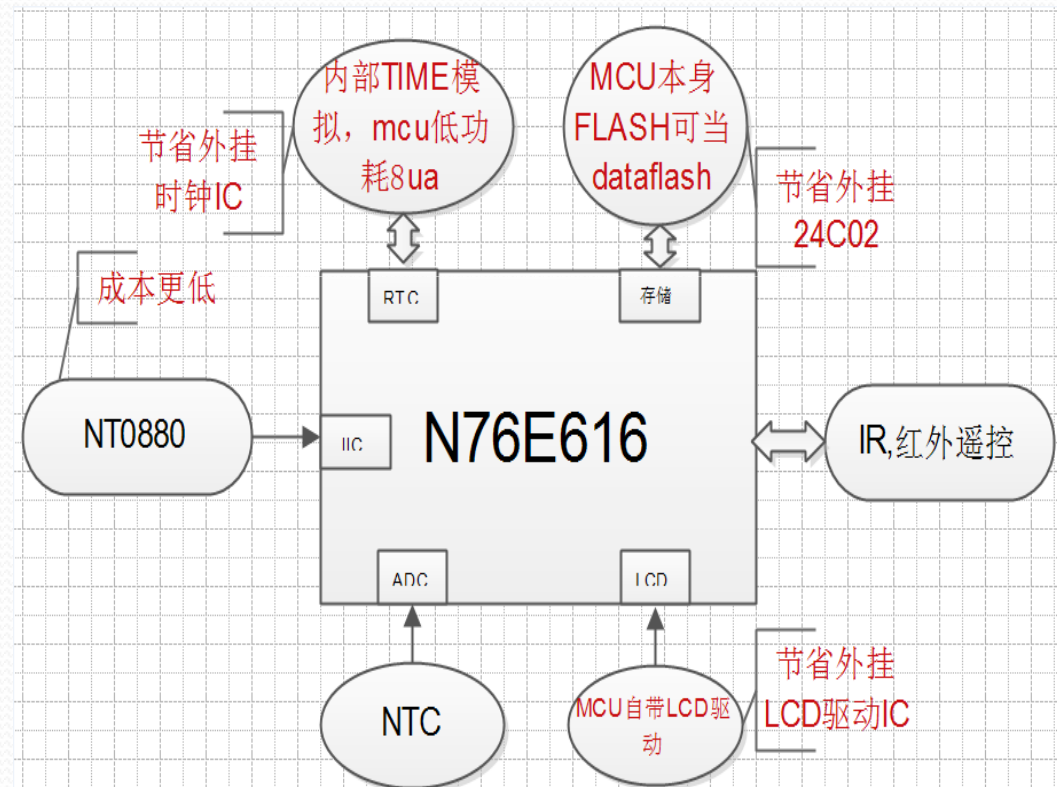 内部TIME模
拟，mcu低功
耗8ua
MCU本身
FLASH可当
dataflash
节省外挂
时钟IC
节省外挂
24C02
成本更低
RTC
存储
NT0880
IIC
N76E616
IR,红外遥控
ADC
LCD
NTC
MCU自带LCD驱
动
节省外挂
LCD驱动IC